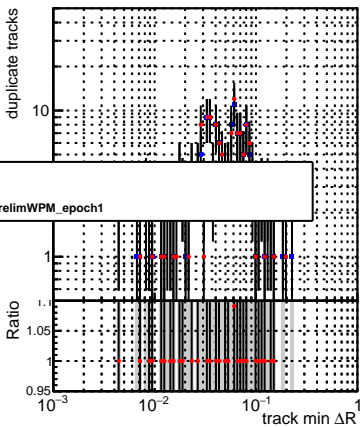 duplicate tracks
10
relimWPM_epoch1
1
Ratio
1.1
1.05
1
0.95
10⁻³ 10⁻² 10⁻¹ 1
track min ΔR